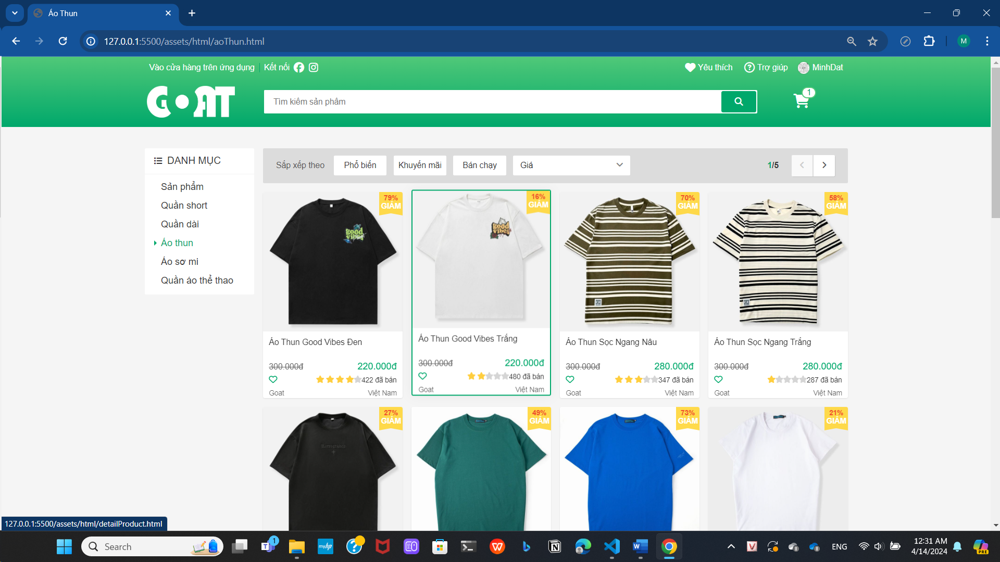 Áo Thun
127.0.0.1:5500/assets/html/aoThun.html
M
Vào cửa hàng trên ứng dụng Kết nối
Yêu thích Trợ giúp MinhDat
GOAT
Tìm kiếm sản phẩm
1
DANH MỤC
Sản phẩm
Quần short
Quần dài
Áo thun
Áo sơ mi
Quần áo thể thao
Sắp xếp theo Phổ biến Khuyến mãi Bán chạy Giá 1/5
79%
GIẢM
good
vibes
Áo Thun Good Vibes Đen
300.000đ 220.000đ
422 đã bán
Goat Việt Nam
16%
GIẢM
good
vibes
Áo Thun Good Vibes Trắng
300.000đ 220.000đ
480 đã bán
Goat Việt Nam
70%
GIẢM
Áo Thun Sọc Ngang Nâu
300.000đ 280.000đ
347 đã bán
Goat Việt Nam
58%
GIẢM
Áo Thun Sọc Ngang Trắng
300.000đ 280.000đ
287 đã bán
Goat Việt Nam
27%
GIẢM
49%
GIẢM
73%
GIẢM
21%
GIẢM
127.0.0.1:5500/assets/html/detailProduct.html
Search
1
myhp
ENG
12:31 AM
4/14/2024
PRE